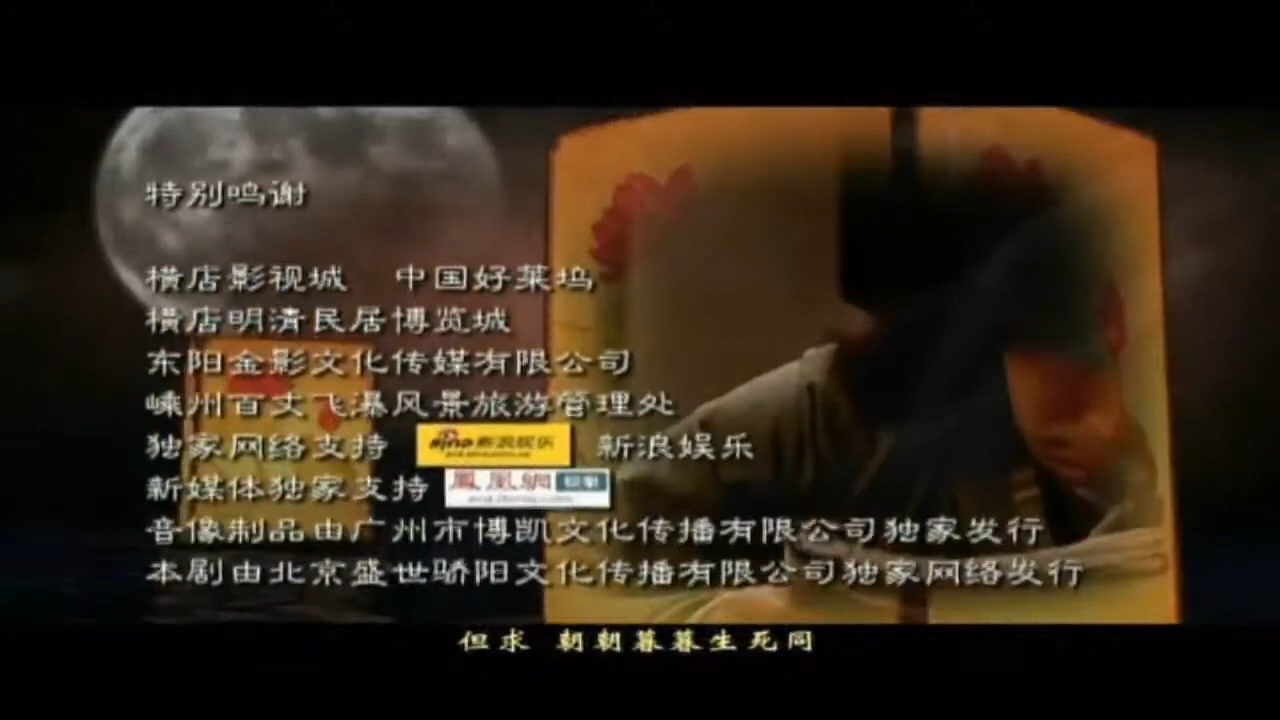 特别鸣谢
横店影视城 中国好莱坞
横店明清民居博览城
东阳金影文化传媒有限公司
嵊州百丈飞瀑风景旅游管理处
独家网络支持 sina新浪娱乐 新浪娱乐
新媒体独家支持 鳳凰網
音像制品由广州市博凯文化传播有限公司独家发行
本剧由北京盛世骄阳文化传播有限公司独家网络发行
但求 朝朝暮暮生死同